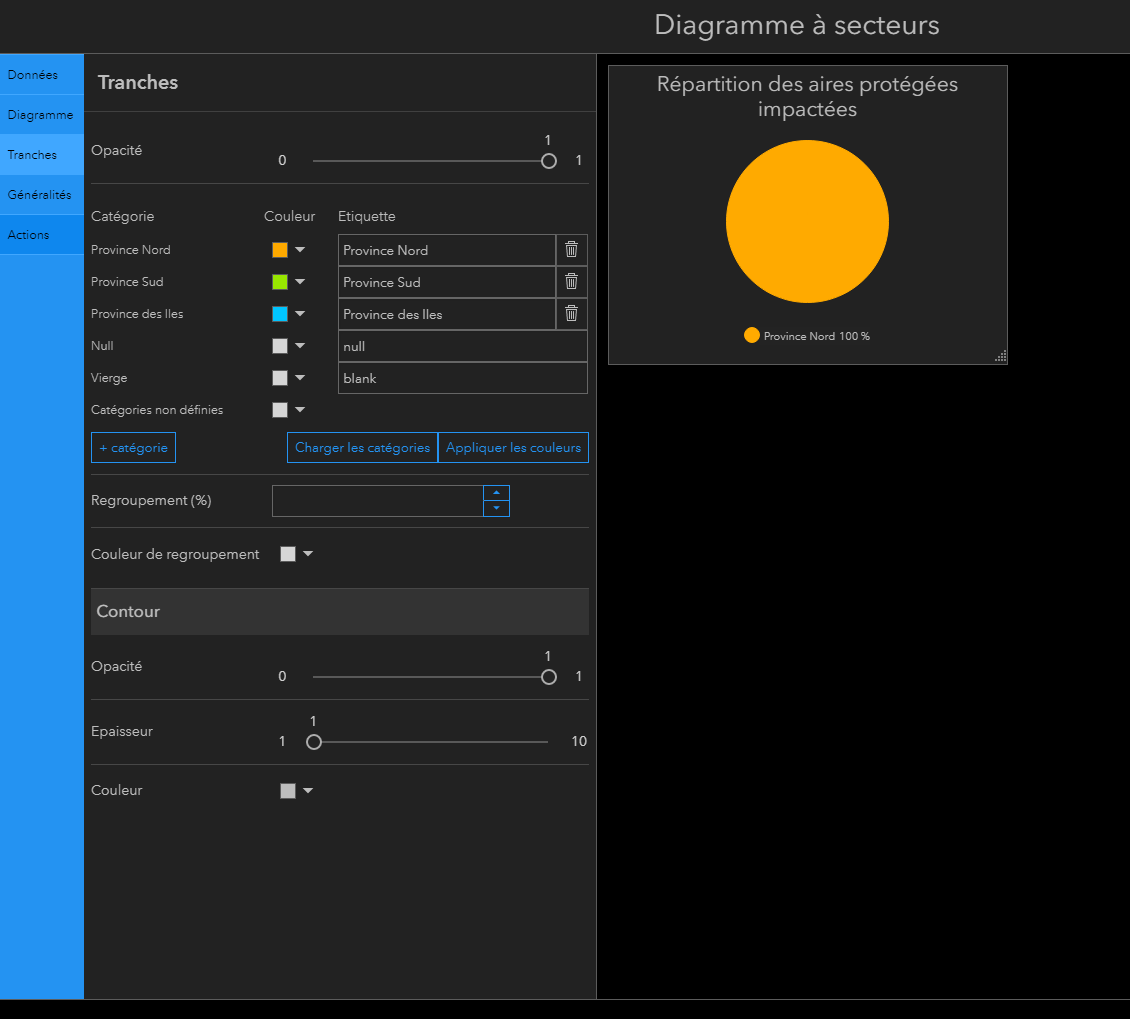 Diagramme à secteurs
Données
Diagramme
Tranches
Généralités
Actions
Tranches
Opacité
0
1
1
Catégorie Couleur Etiquette
Province Nord Province Nord
Province Sud Province Sud
Province des Iles Province des Iles
Null null
Vierge blank
Catégories non définies
+ catégorie Charger les catégories Appliquer les couleurs
Regroupement (%)
Couleur de regroupement
Contour
Opacité
0
1
1
Epaisseur
1
1
10
Couleur
Répartition des aires protégées
impactées
Province Nord 100 %